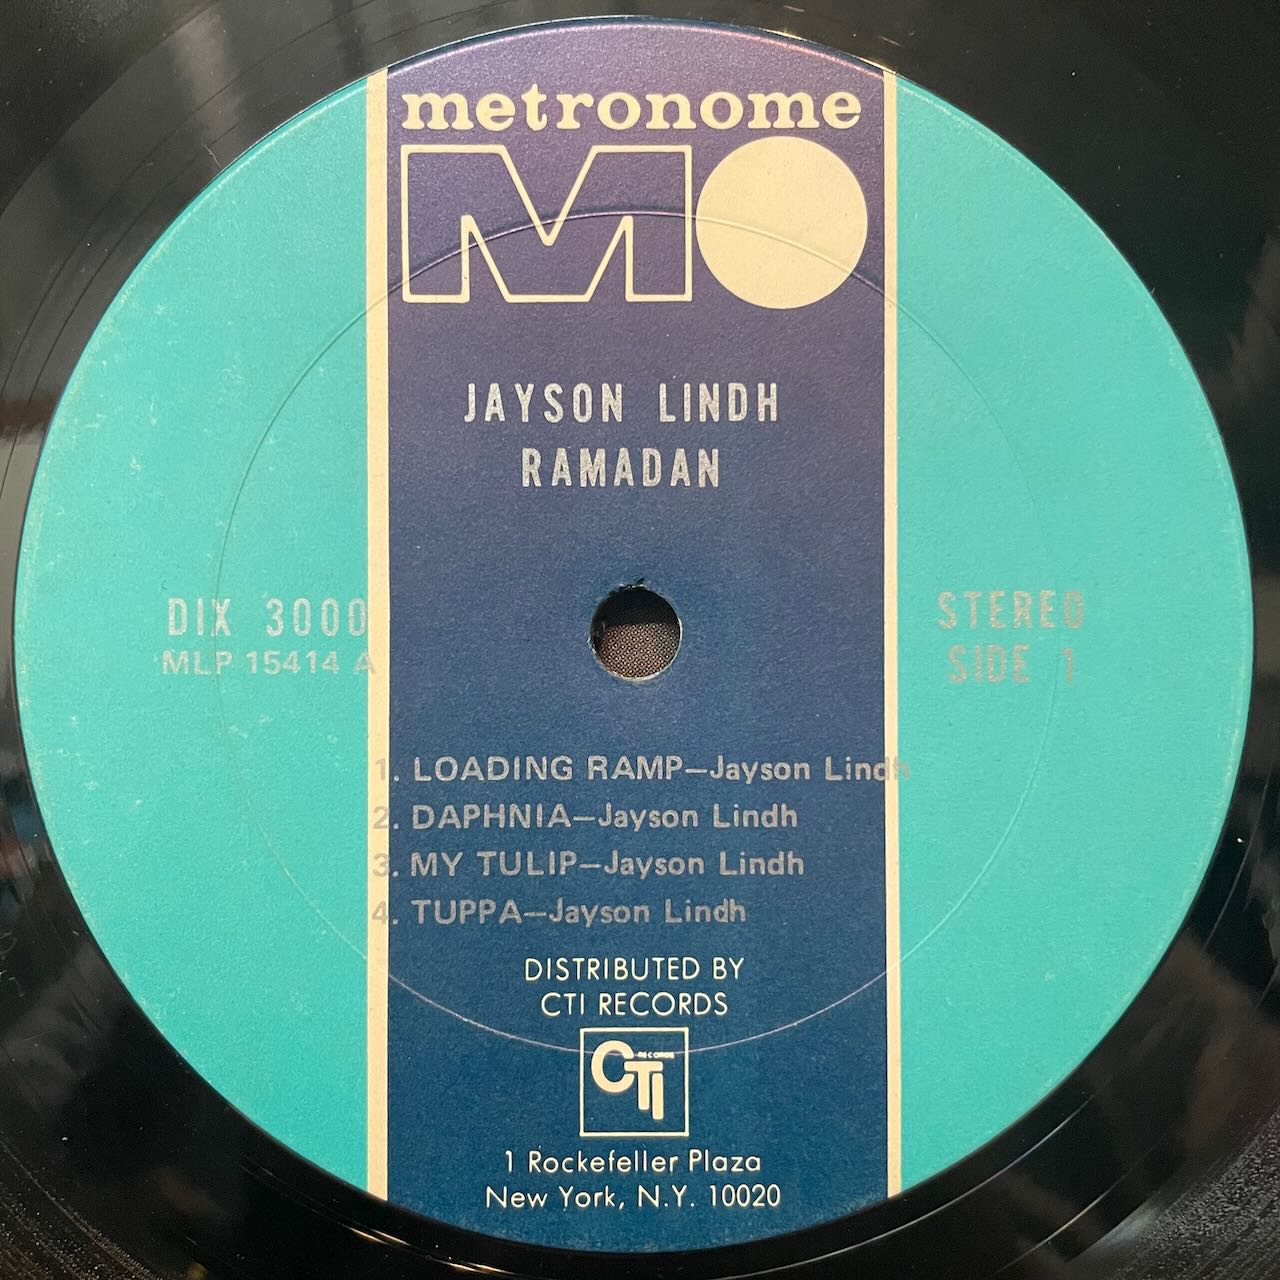 metronome
MO
JAYSON LINDH
RAMADAN
DIX 3000
MLP 15414 A
STEREO
SIDE 1
1. LOADING RAMP—Jayson Lindh
2. DAPHNIA—Jayson Lindh
3. MY TULIP—Jayson Lindh
4. TUPPA—Jayson Lindh
DISTRIBUTED BY
CTI RECORDS
CTI RECORDS
1 Rockefeller Plaza
New York, N.Y. 10020